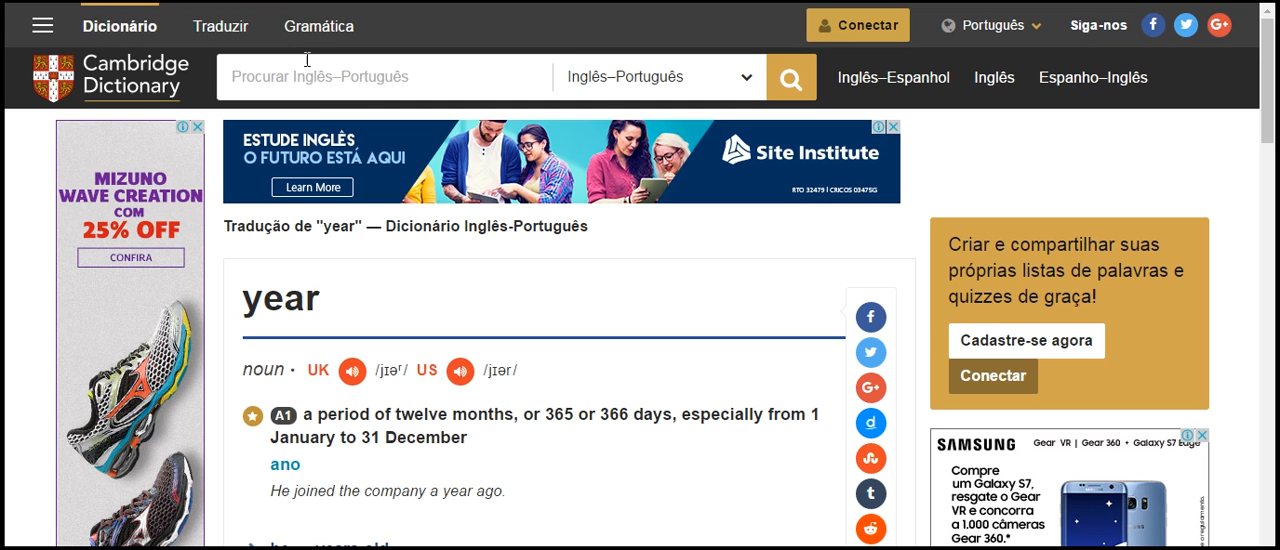 Dicionário Traduzir Gramática Conectar Português Siga-nos
Cambridge Dictionary
Procurar Inglês–Português Inglês–Português Inglês–Espanhol Inglês Espanho–Inglês
MIZUNO
WAVE CREATION
COM
25% OFF
CONFIRA
ESTUDE INGLÊS
O FUTURO ESTÁ AQUI
Learn More
Site Institute
RTO 32479 | CRICOS 03475G
Tradução de "year" — Dicionário Inglês-Português
year
noun · UK /jɪəʳ/ US /jɪər/
A1 a period of twelve months, or 365 or 366 days, especially from 1
January to 31 December
ano
He joined the company a year ago.
Criar e compartilhar suas
próprias listas de palavras e
quizzes de graça!
Cadastre-se agora
Conectar
SAMSUNG Gear VR | Gear 360 + Galaxy S7 Edge
Compre
um Galaxy S7,
resgate o Gear
VR e concorra
a 1.000 câmeras
Gear 360.*